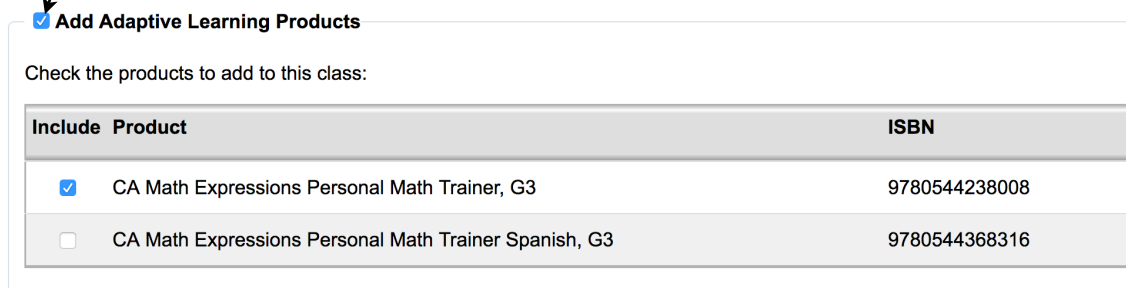 Add Adaptive Learning Products
Check the products to add to this class:
Include Product ISBN
CA Math Expressions Personal Math Trainer, G3 9780544238008
CA Math Expressions Personal Math Trainer Spanish, G3 9780544368316